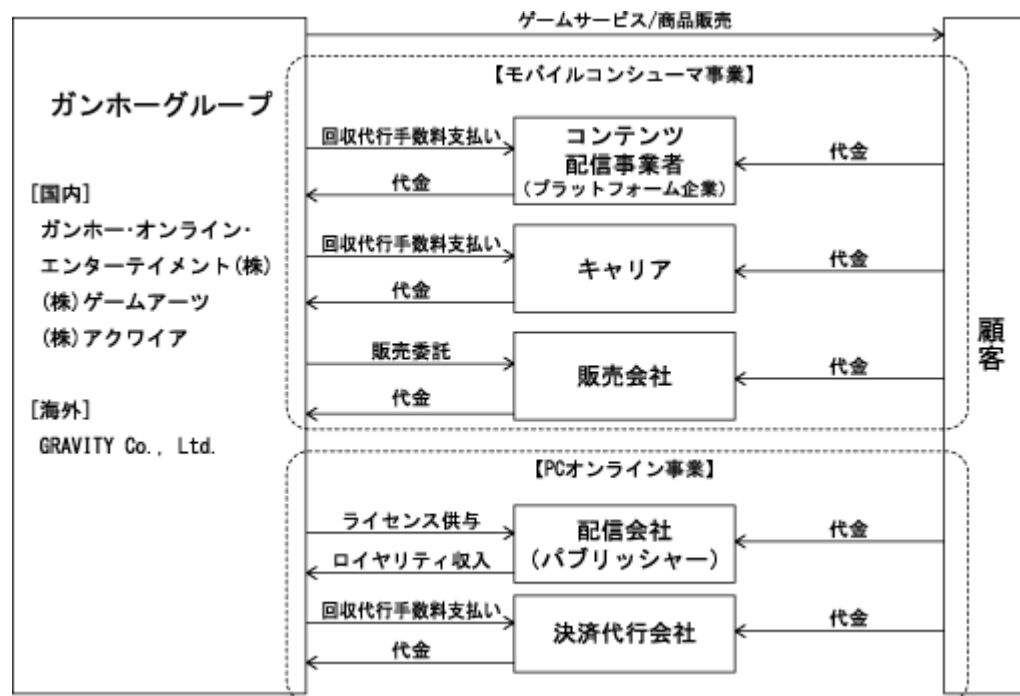 ゲームサービス/商品販売
ガンホーグループ
[国内]
ガンホー・オンライン・
エンターテイメント(株)
(株)ゲームアーツ
(株)アクワイア
[海外]
GRAVITY Co., Ltd.
【モバイルコンシューマ事業】
回収代行手数料支払い
代金
コンテンツ
配信事業者
(プラットフォーム企業)
代金
回収代行手数料支払い
代金
キャリア
代金
販売委託
代金
販売会社
代金
【PCオンライン事業】
ライセンス供与
ロイヤリティ収入
配信会社
(パブリッシャー)
代金
回収代行手数料支払い
代金
決済代行会社
代金
顧客